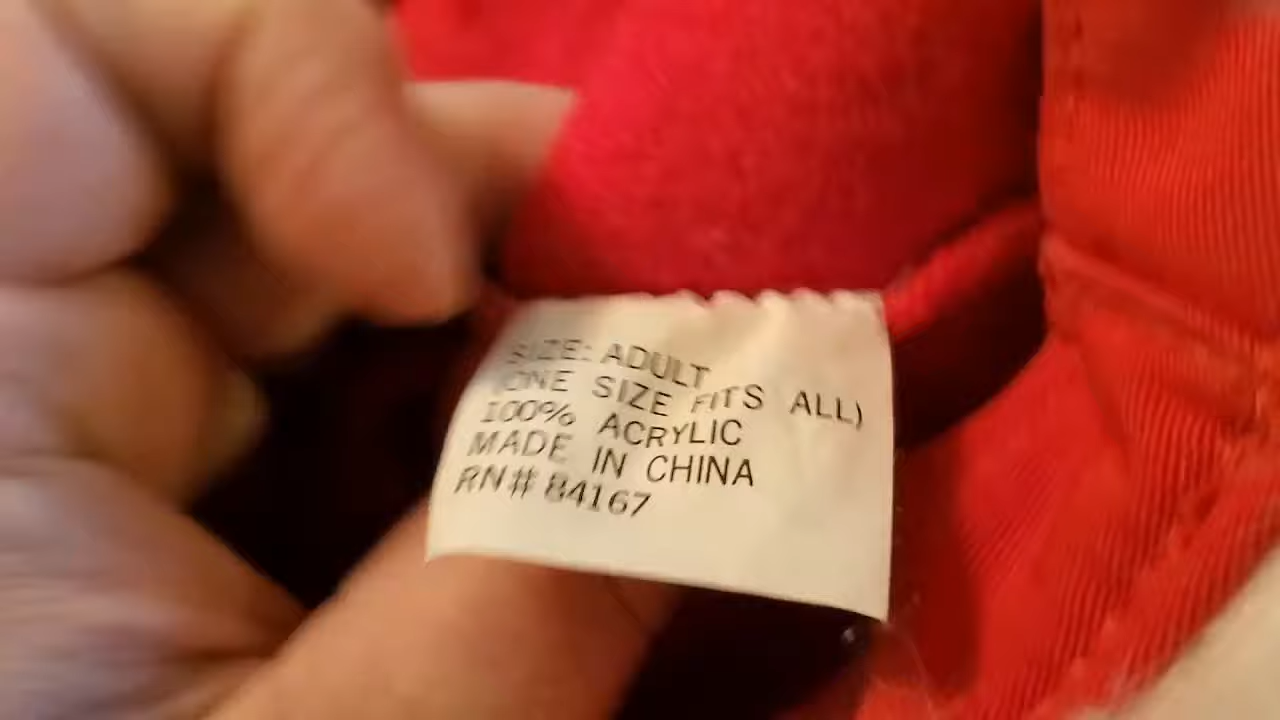 SIZE: ADULT
(ONE SIZE FITS ALL)
100% ACRYLIC
MADE IN CHINA
RN# 84167